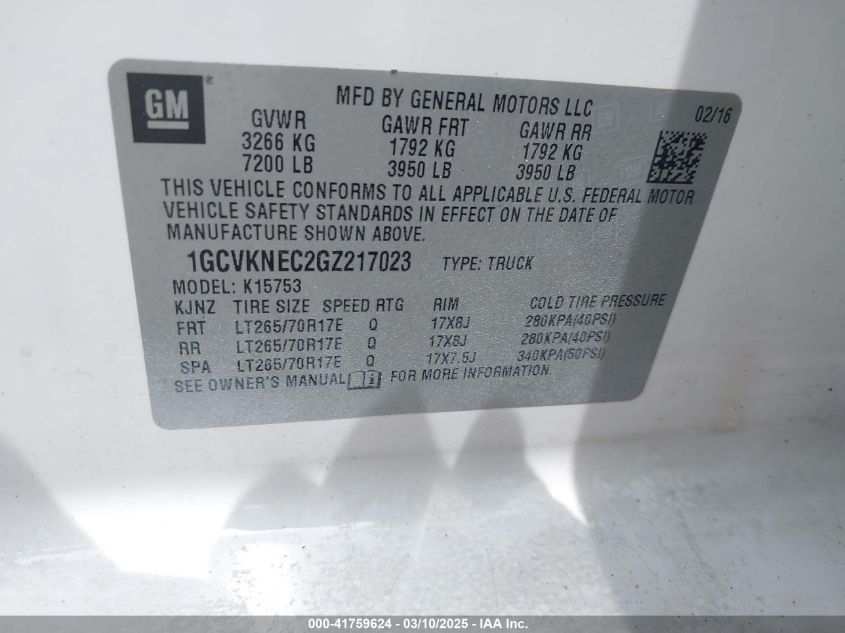 GM®
MFD BY GENERAL MOTORS LLC
02/16
GVWR GAWR FRT GAWR RR
3266 KG 1792 KG 1792 KG
7200 LB 3950 LB 3950 LB
THIS VEHICLE CONFORMS TO ALL APPLICABLE U.S. FEDERAL MOTOR
VEHICLE SAFETY STANDARDS IN EFFECT ON THE DATE OF
MANUFACTURE SHOWN ABOVE.
1GCVKNEC2GZ217023 TYPE: TRUCK
MODEL: K15753
KJNZ TIRE SIZE SPEED RTG RIM COLD TIRE PRESSURE
FRT LT265/70R17E Q 17X8J 280KPA(40PSI)
RR LT265/70R17E Q 17X8J 280KPA(40PSI)
SPA LT265/70R17E Q 17X7.5J 340KPA(50PSI)
SEE OWNER'S MANUAL FOR MORE INFORMATION.
000-41759624 — 03/10/2025 — IAA Inc.